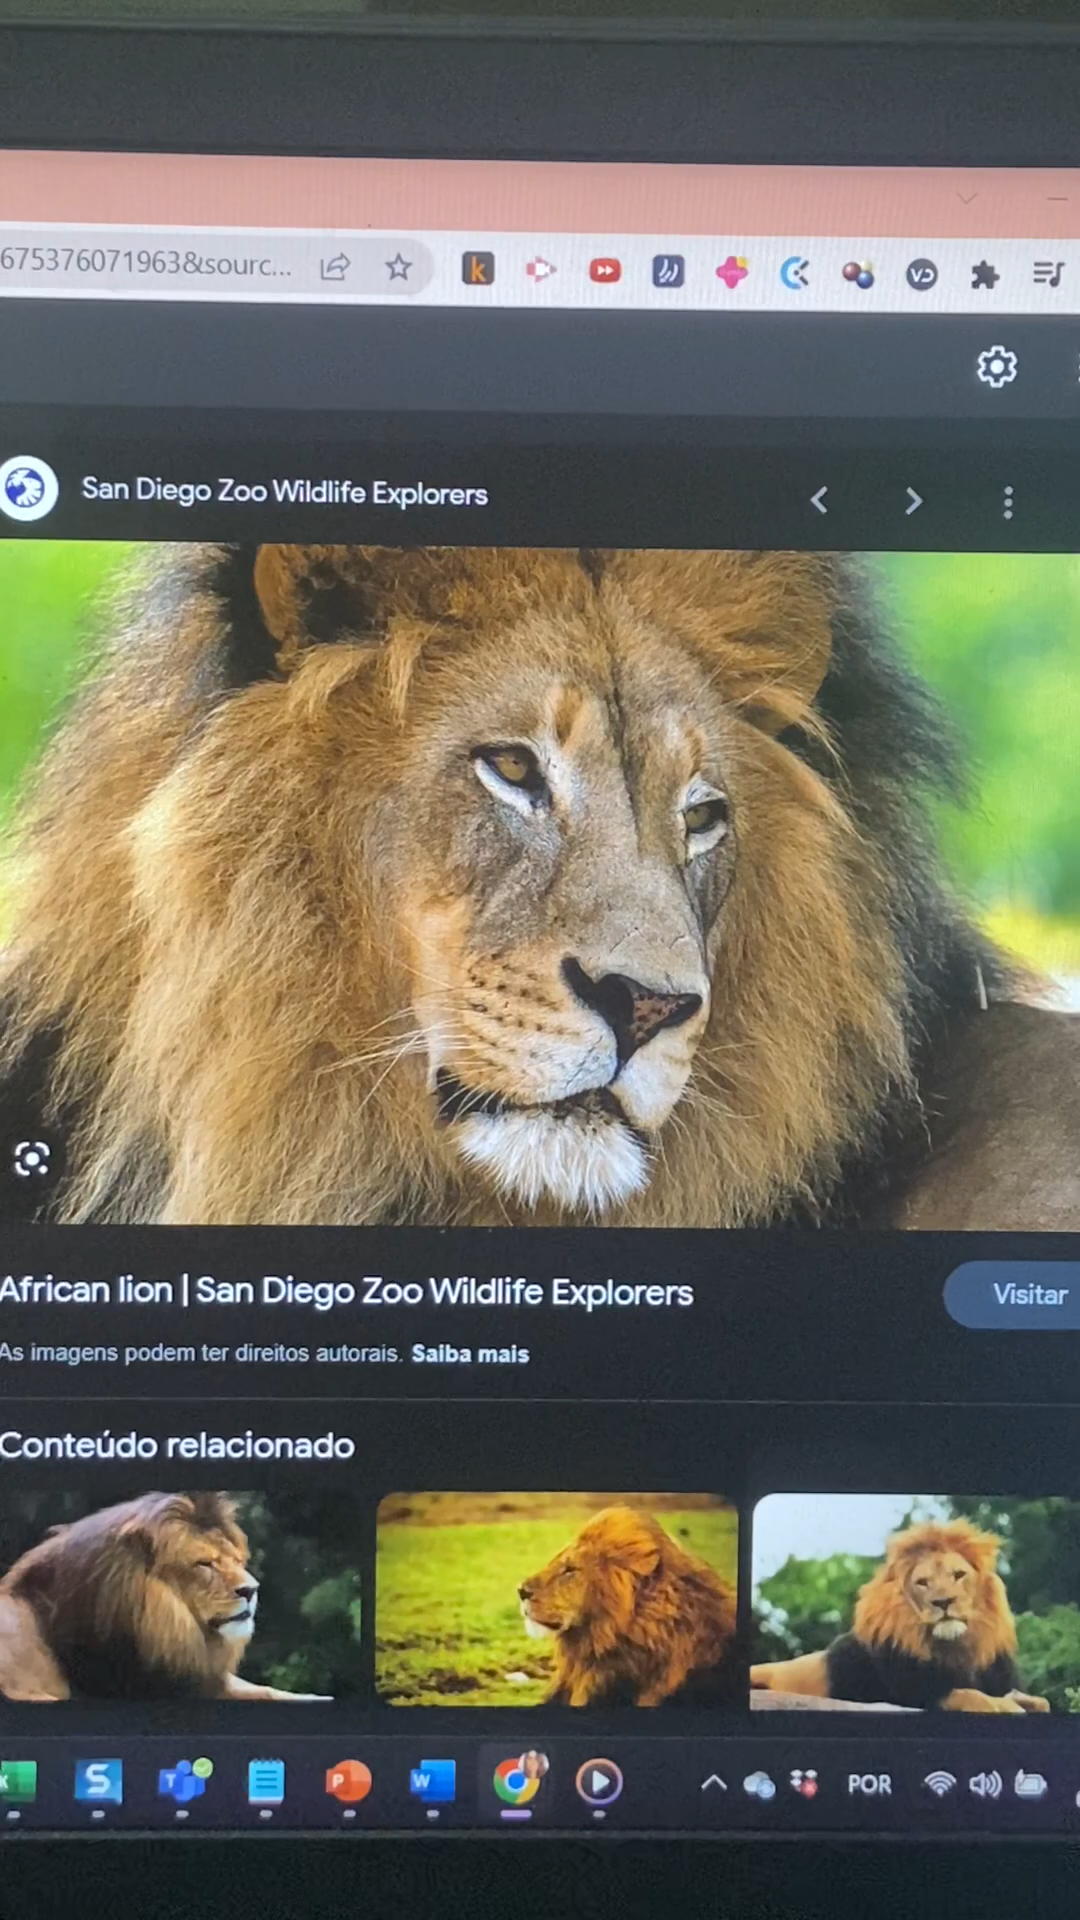 675376071963&sourc...
San Diego Zoo Wildlife Explorers
African lion | San Diego Zoo Wildlife Explorers
Visitar
As imagens podem ter direitos autorais. Saiba mais
Conteúdo relacionado
POR